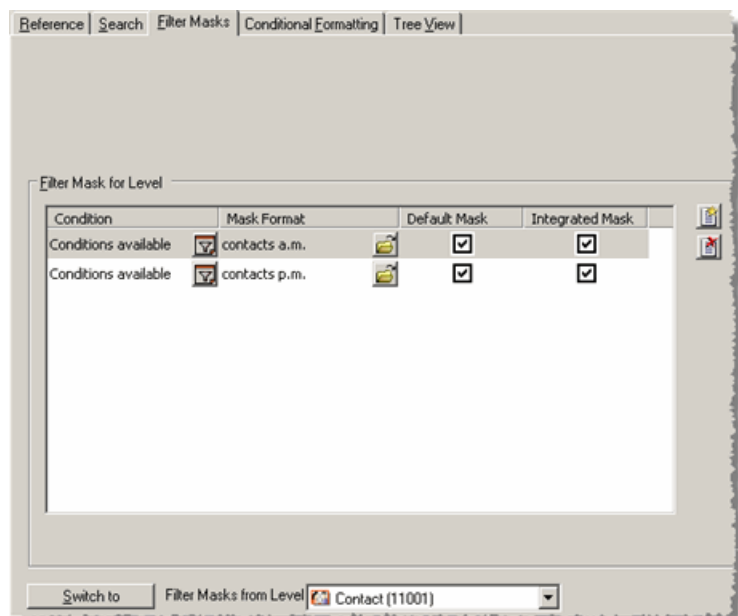 Reference Search Filter Masks Conditional Formatting Tree View
Filter Mask for Level
Condition Mask Format Default Mask Integrated Mask
Conditions available contacts a.m.
Conditions available contacts p.m.
Switch to Filter Masks from Level Contact (11001)